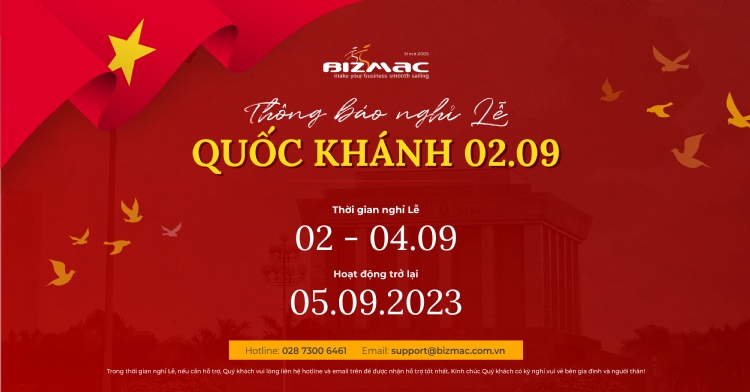 Since 2005
BIZMAC
make your business smooth sailing
Thông báo nghỉ Lễ
QUỐC KHÁNH 02.09
Thời gian nghỉ Lễ
02 - 04.09
Hoạt động trở lại
05.09.2023
Hotline: 028 7300 6461 Email: support@bizmac.com.vn
Trong thời gian nghỉ Lễ, nếu cần hỗ trợ, Quý khách vui lòng liên hệ hotline và email trên để được nhận hỗ trợ tốt nhất. Kính chúc Quý khách có kỳ nghỉ vui vẻ bên gia đình và người thân!